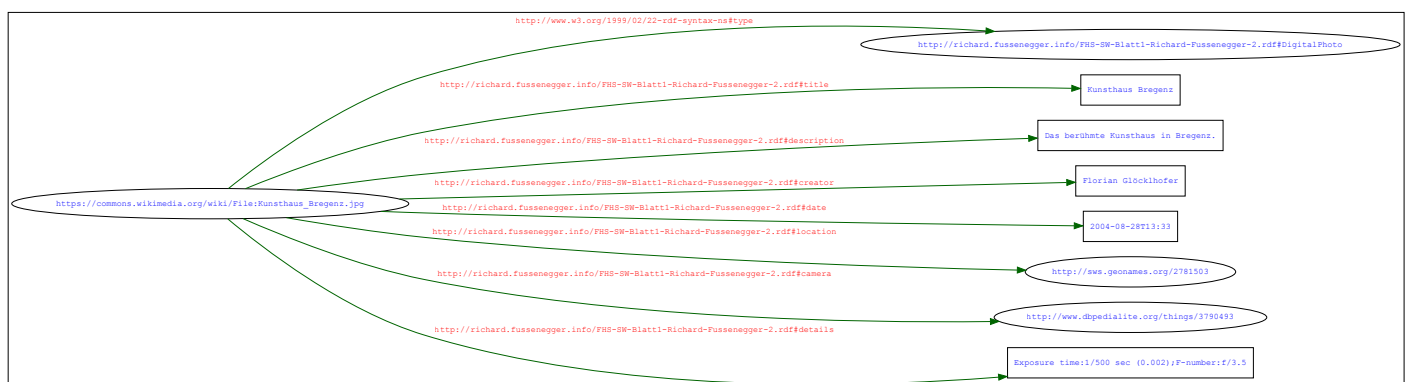 http://www.w3.org/1999/02/22-rdf-syntax-ns#type
http://richard.fussenegger.info/FHS-SW-Blatt1-Richard-Fussenegger-2.rdf#DigitalPhoto
http://richard.fussenegger.info/FHS-SW-Blatt1-Richard-Fussenegger-2.rdf#title
Kunsthaus Bregenz
http://richard.fussenegger.info/FHS-SW-Blatt1-Richard-Fussenegger-2.rdf#description
Das berühmte Kunsthaus in Bregenz.
http://richard.fussenegger.info/FHS-SW-Blatt1-Richard-Fussenegger-2.rdf#creator
Florian Glöcklhofer
https://commons.wikimedia.org/wiki/File:Kunsthaus_Bregenz.jpg
http://richard.fussenegger.info/FHS-SW-Blatt1-Richard-Fussenegger-2.rdf#date
2004-08-28T13:33
http://richard.fussenegger.info/FHS-SW-Blatt1-Richard-Fussenegger-2.rdf#location
http://sws.geonames.org/2781503
http://richard.fussenegger.info/FHS-SW-Blatt1-Richard-Fussenegger-2.rdf#camera
http://www.dbpedialite.org/things/3790493
http://richard.fussenegger.info/FHS-SW-Blatt1-Richard-Fussenegger-2.rdf#details
Exposure time:1/500 sec (0.002);F-number:f/3.5